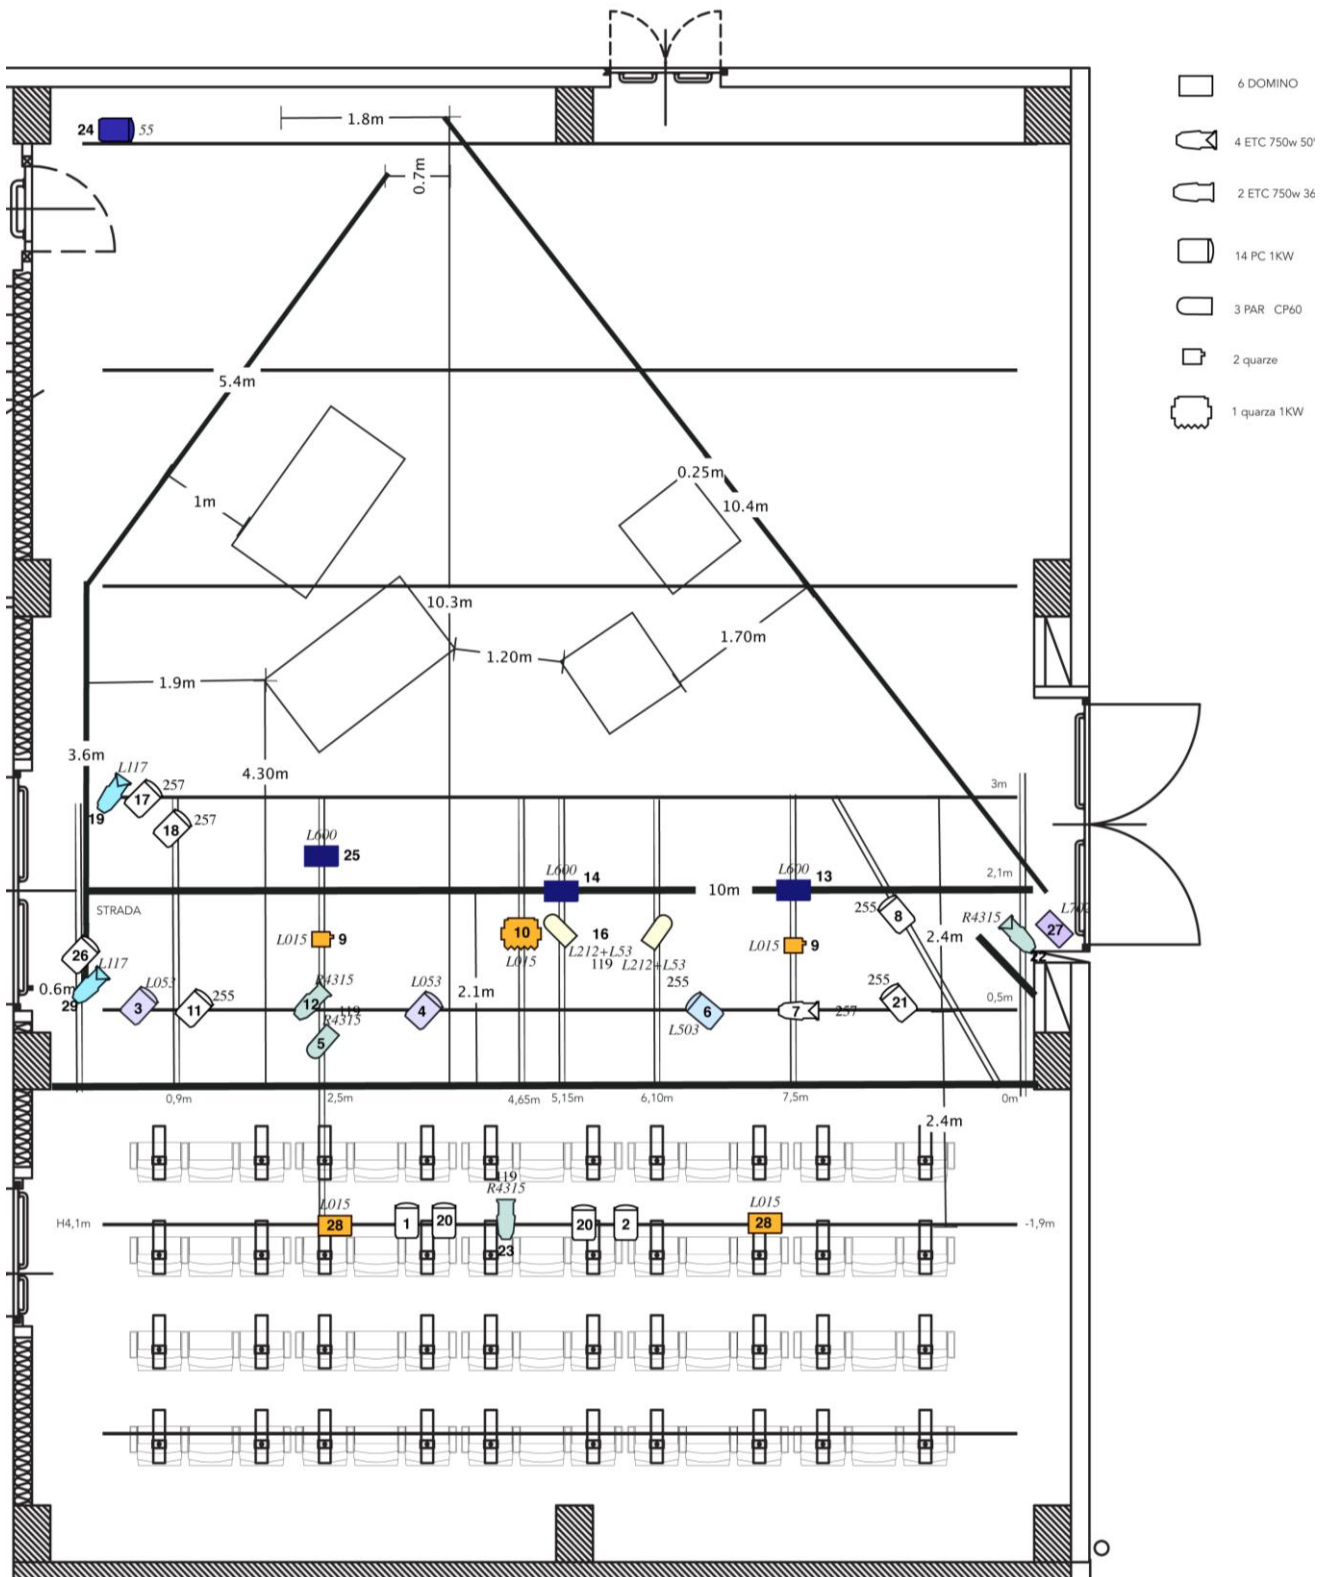 6 DOMINO
4 ETC 750w 50°
2 ETC 750w 36
14 PC 1KW
3 PAR CP60
2 quarze
1 quarza 1KW
24 55
1.8m
0.7m
5.4m
1m
0.25m
10.4m
10.3m
1.20m
1.70m
1.9m
3.6m
4.30m
L117
257
17
3m
19
18 257
L600
25
L600
14
L600
13
2,1m
10m
STRADA
255
8
2.4m
R4315
L70
27
22
L015 9
10
L015
16
L212+L53
119
L212+L53
L015 9
26
L117
0.6m
29
L053
3
255
11
R4315
12
119
R4315
5
L053
4
2.1m
255
6
L503
7
257
255
21
0,5m
0,9m
2,5m
4,65m
5,15m
6,10m
7,5m
0m
2.4m
119
R4315
H4,1m
L015
28
1
20
23
20
2
L015
28
-1,9m